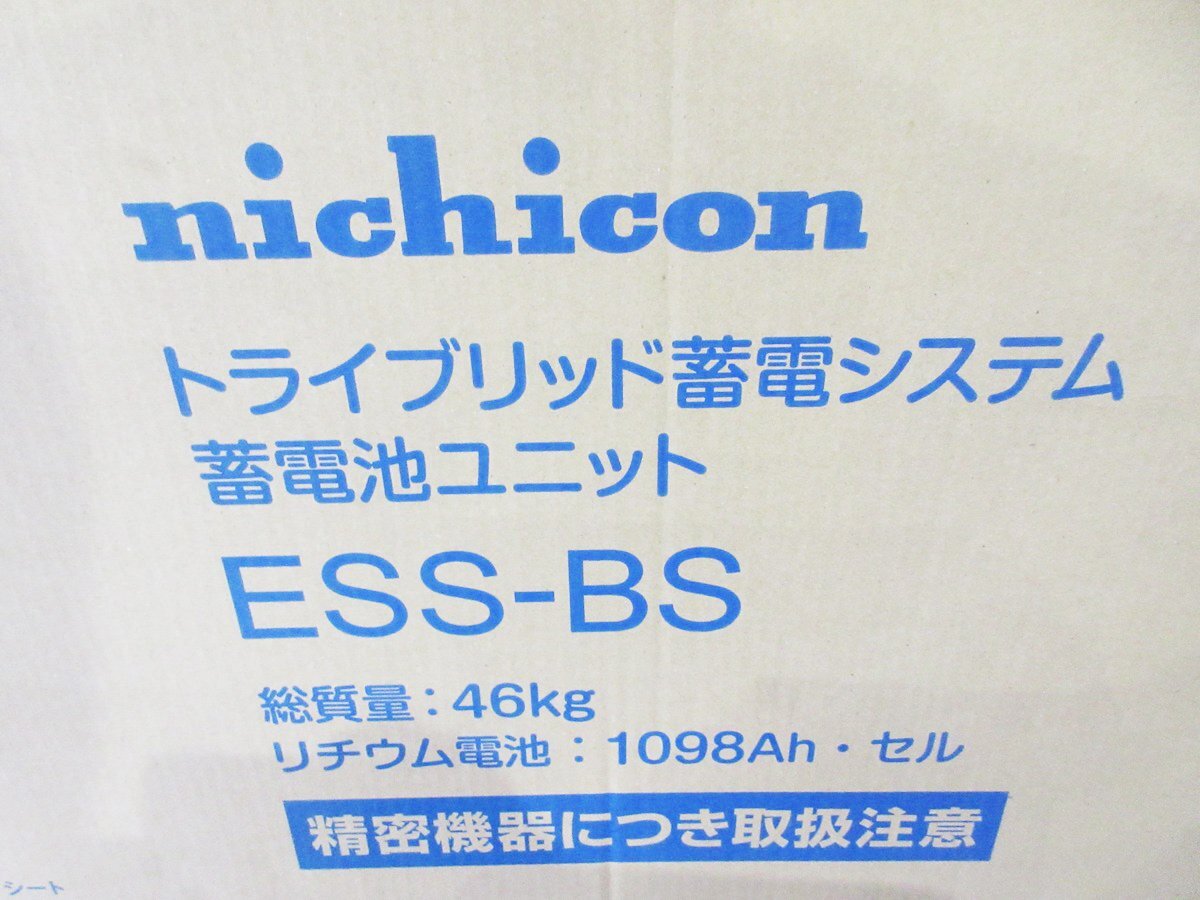 nichicon
トライブリッド蓄電システム
蓄電池ユニット
ESS-BS
総質量：46kg
リチウム電池：1098Ah・セル
精密機器につき取扱注意
シート